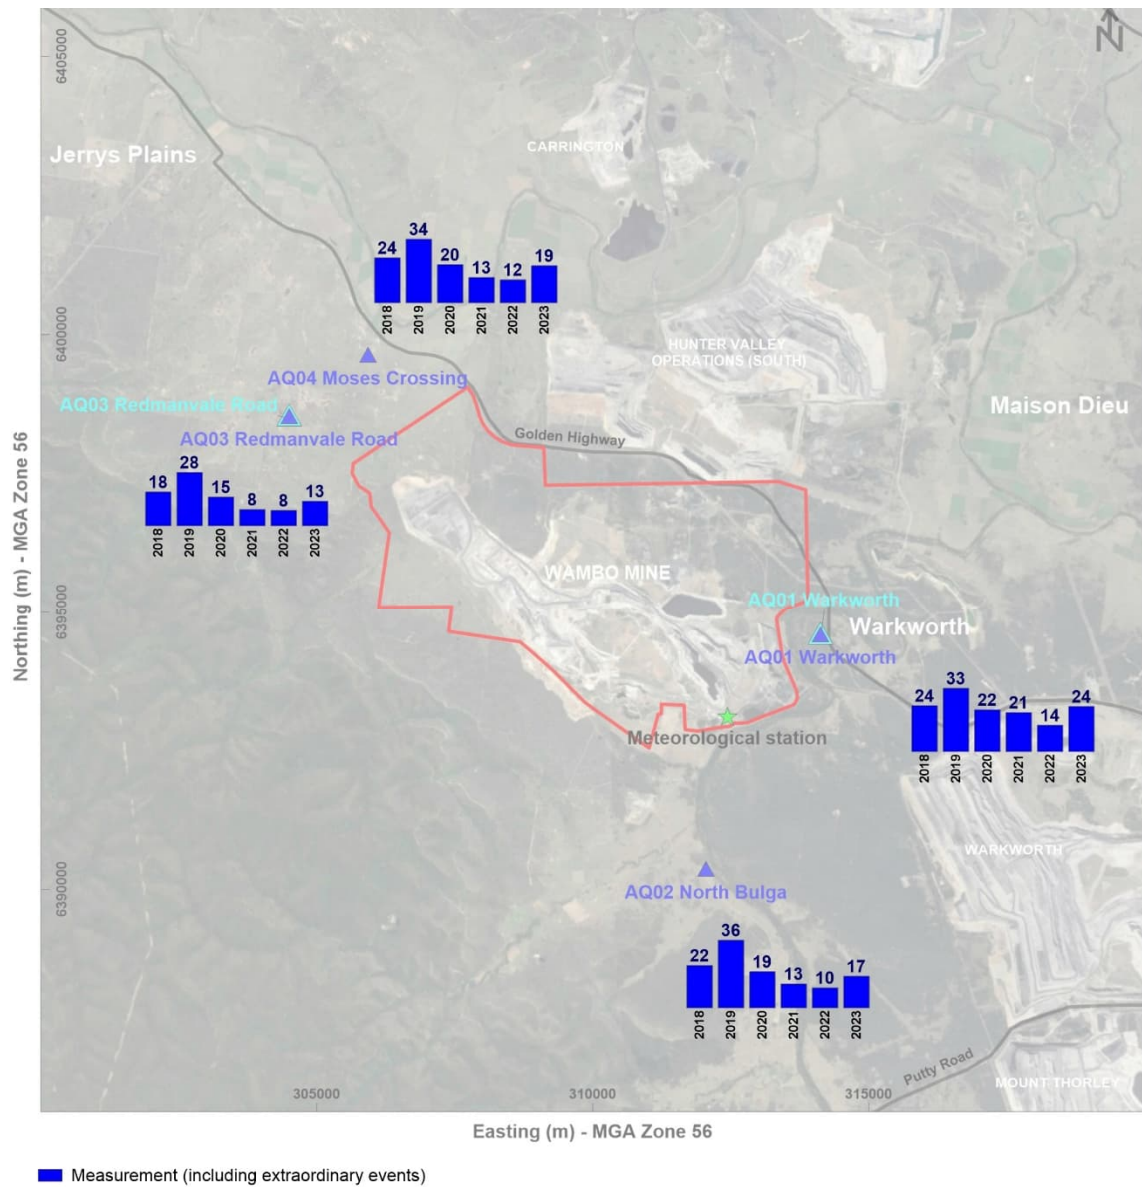 N
6405000
Jerrys Plains
CARRINGTON
24 34 20 13 12 19
2018 2019 2020 2021 2022 2023
6400000
HUNTER VALLEY
OPERATIONS (SOUTH)
AQ04 Moses Crossing
AQ03 Redmanvale Road
Maison Dieu
AQ03 Redmanvale Road
Golden Highway
18 28 15 8 8 13
2018 2019 2020 2021 2022 2023
WAMBO MINE
6395000
AQ01 Warkworth
Warkworth
AQ01 Warkworth
24 33 22 21 14 24
2018 2019 2020 2021 2022 2023
Meteorological station
WARKWORTH
6390000
AQ02 North Bulga
22 36 19 13 10 17
2018 2019 2020 2021 2022 2023
Putty Road
MOUNT THORLEY
305000 310000 315000
Northing (m) - MGA Zone 56
Easting (m) - MGA Zone 56
Measurement (including extraordinary events)